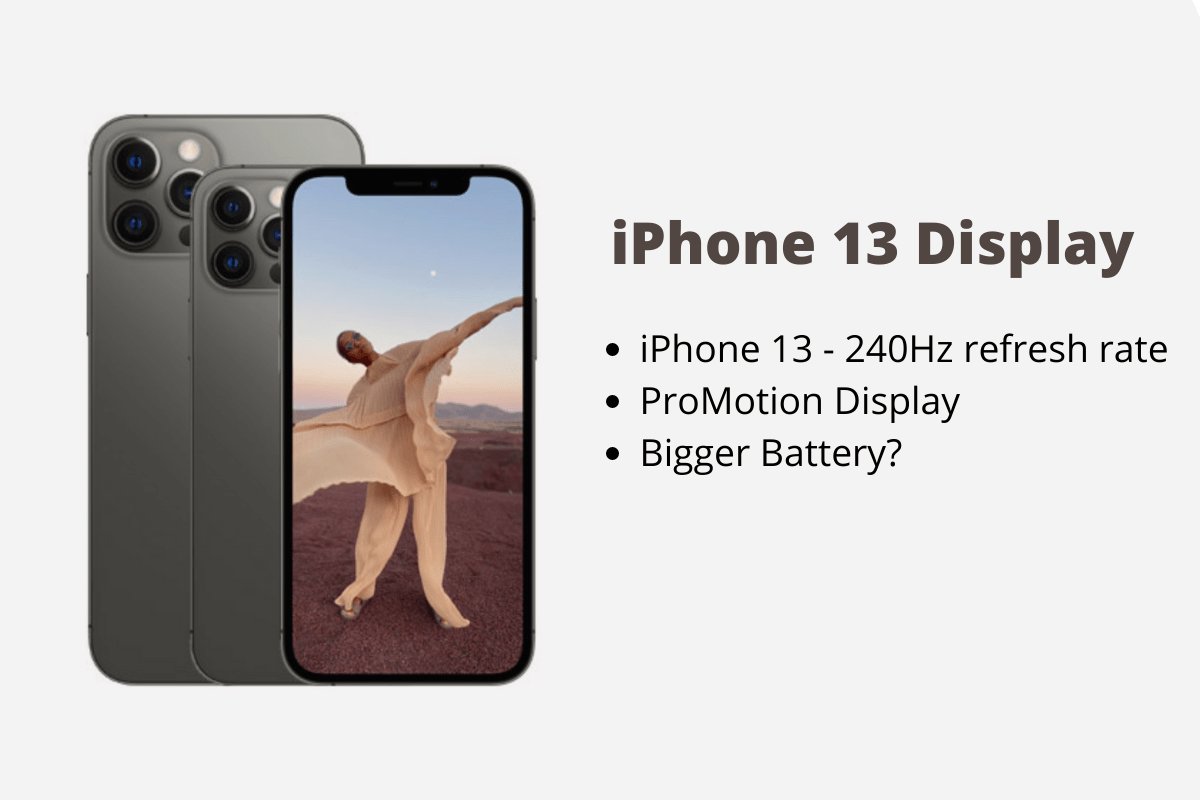 iPhone 13 Display
• iPhone 13 - 240Hz refresh rate
• ProMotion Display
• Bigger Battery?